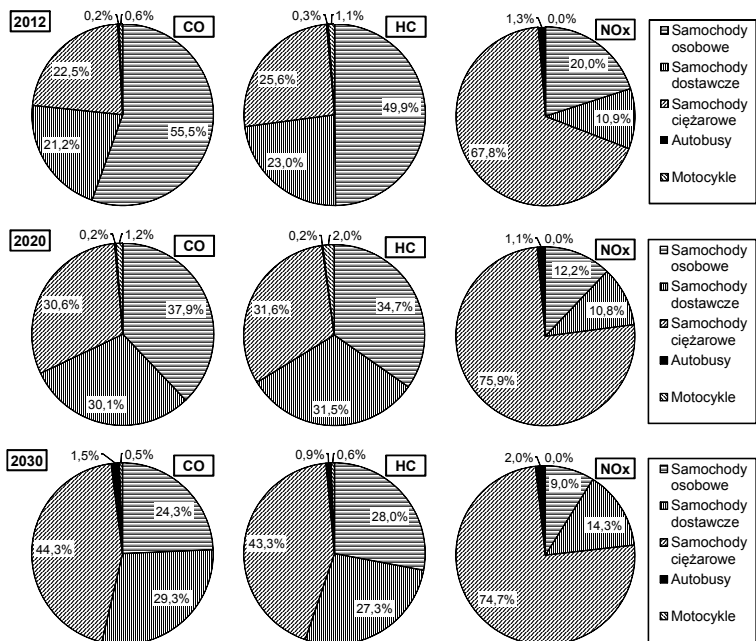 2012
0,2% 0,6%
CO
22,5%
55,5%
21,2%
0,3% 1,1%
HC
25,6%
49,9%
23,0%
1,3% 0,0%
NOx
20,0%
10,9%
67,8%
Samochody
osobowe
Samochody
dostawcze
Samochody
ciężarowe
Autobusy
Motocykle
2020
0,2% 1,2%
CO
30,6%
37,9%
30,1%
0,2% 2,0%
HC
31,6%
34,7%
31,5%
1,1% 0,0%
NOx
12,2%
10,8%
75,9%
Samochody
osobowe
Samochody
dostawcze
Samochody
ciężarowe
Autobusy
Motocykle
2030
1,5% 0,5%
CO
24,3%
44,3%
29,3%
0,9% 0,6%
HC
28,0%
43,3%
27,3%
2,0% 0,0%
NOx
9,0%
14,3%
74,7%
Samochody
osobowe
Samochody
dostawcze
Samochody
ciężarowe
Autobusy
Motocykle